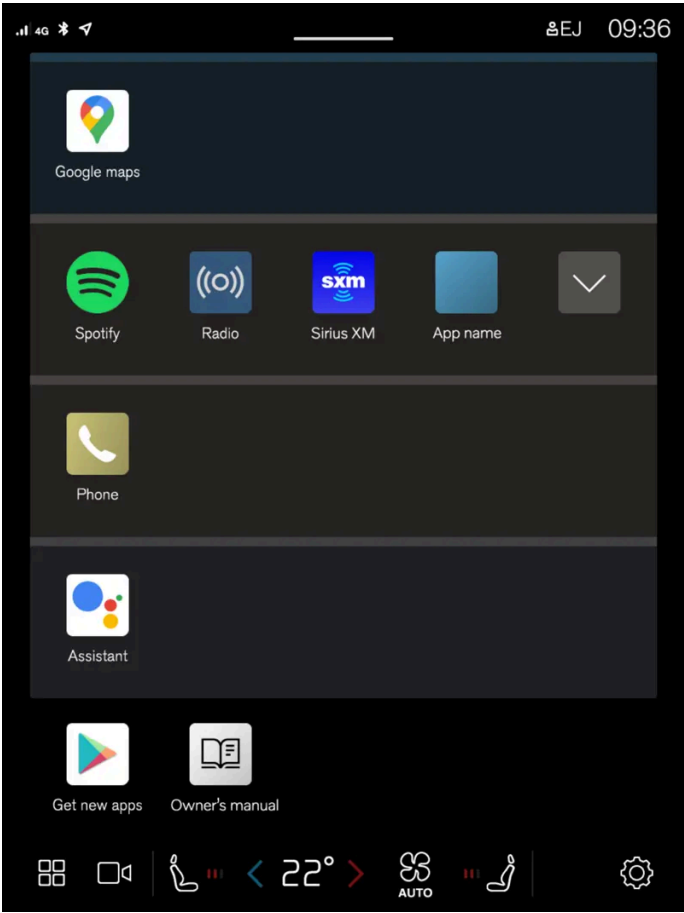 4G EJ 09:36
Google maps
sxm
Spotify Radio Sirius XM App name
Phone
Assistant
Get new apps Owner's manual
22°
AUTO